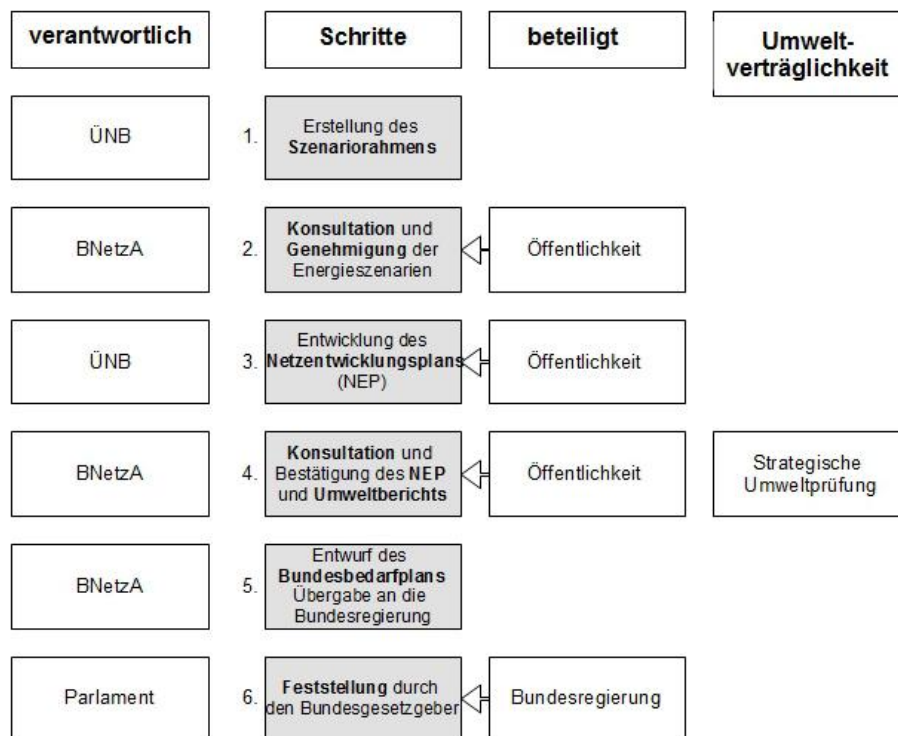 verantwortlich
Schritte
beteiligt
Umwelt-
verträglichkeit
ÜNB
1.
Erstellung des
Szenariorahmens
BNetzA
2.
Konsultation und
Genehmigung der
Energieszenarien
Öffentlichkeit
ÜNB
3.
Entwicklung des
Netzentwicklungsplans
(NEP)
Öffentlichkeit
BNetzA
4.
Konsultation und
Bestätigung des NEP
und Umweltberichts
Öffentlichkeit
Strategische
Umweltprüfung
BNetzA
5.
Entwurf des
Bundesbedarfplans
Übergabe an die
Bundesregierung
Parlament
6.
Feststellung durch
den Bundesgesetzgeber
Bundesregierung